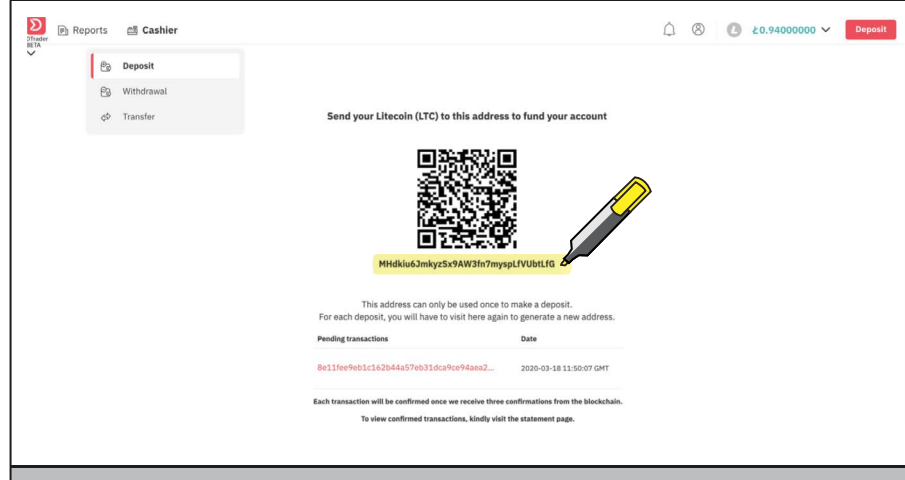 DTrader
BETA
Reports
Cashier
Ł0.94000000
Deposit
Deposit
Withdrawal
Transfer
Send your Litecoin (LTC) to this address to fund your account
MHdkiu6Jmkyz5x9AW3fn7myspLfVUbtLfG
This address can only be used once to make a deposit.
For each deposit, you will have to visit here again to generate a new address.
Pending transactions Date
8e11fee9eb1c162b44a57eb31dca9ce94aea2... 2020-03-18 11:50:07 GMT
Each transaction will be confirmed once we receive three confirmations from the blockchain.
To view confirmed transactions, kindly visit the statement page.